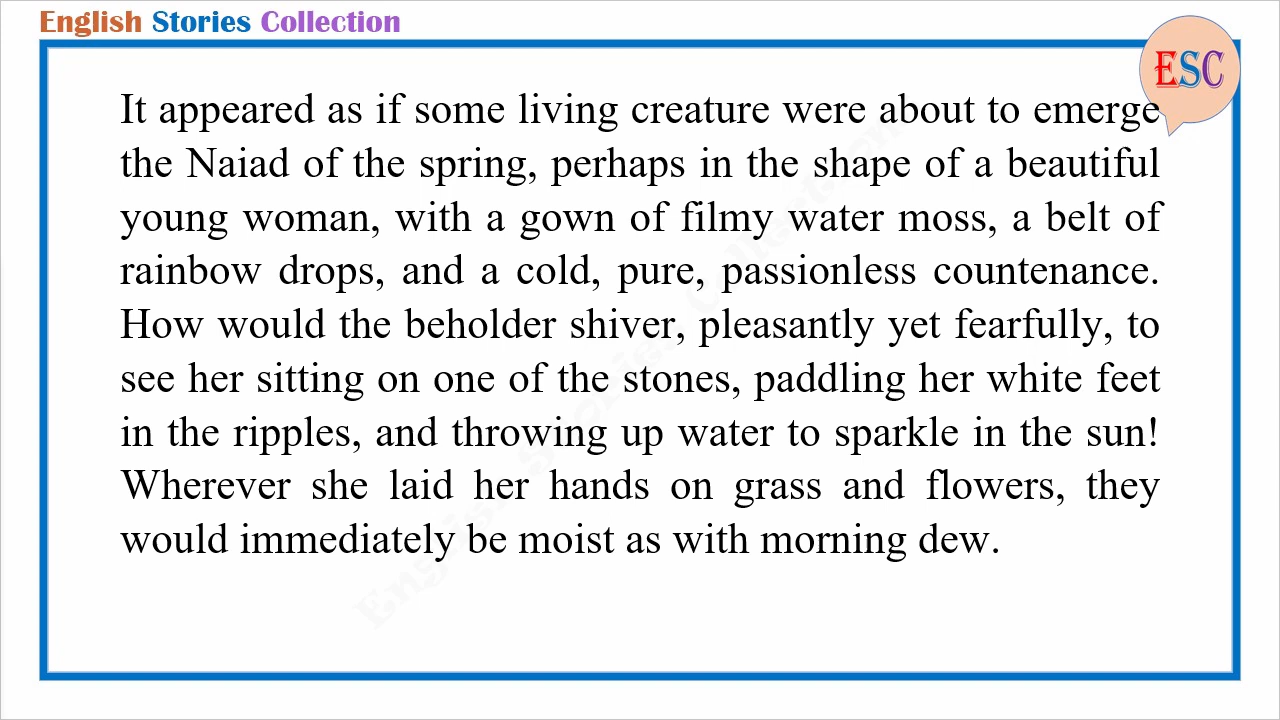 English Stories Collection
ESC
It appeared as if some living creature were about to emerge
the Naiad of the spring, perhaps in the shape of a beautiful
young woman, with a gown of filmy water moss, a belt of
rainbow drops, and a cold, pure, passionless countenance.
How would the beholder shiver, pleasantly yet fearfully, to
see her sitting on one of the stones, paddling her white feet
in the ripples, and throwing up water to sparkle in the sun!
Wherever she laid her hands on grass and flowers, they
would immediately be moist as with morning dew.
English Stories Collection